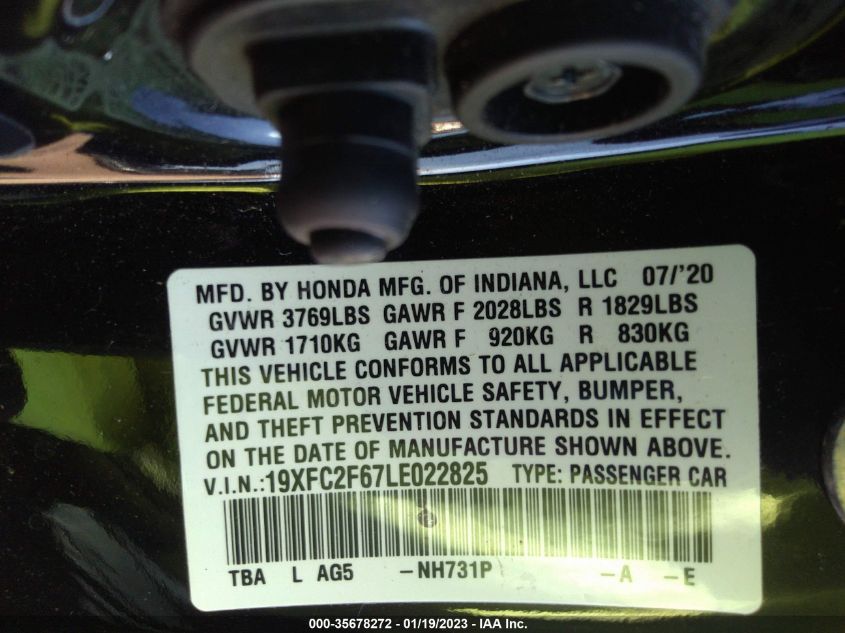 MFD. BY HONDA MFG. OF INDIANA, LLC 07/'20
GVWR 3769LBS GAWR F 2028LBS R 1829LBS
GVWR 1710KG GAWR F 920KG R 830KG
THIS VEHICLE CONFORMS TO ALL APPLICABLE
FEDERAL MOTOR VEHICLE SAFETY, BUMPER,
AND THEFT PREVENTION STANDARDS IN EFFECT
ON THE DATE OF MANUFACTURE SHOWN ABOVE.
V.I.N.:19XFC2F67LE022825 TYPE: PASSENGER CAR
TBA L AG5 -NH731P -A -E
000-35678272 - 01/19/2023 - IAA Inc.